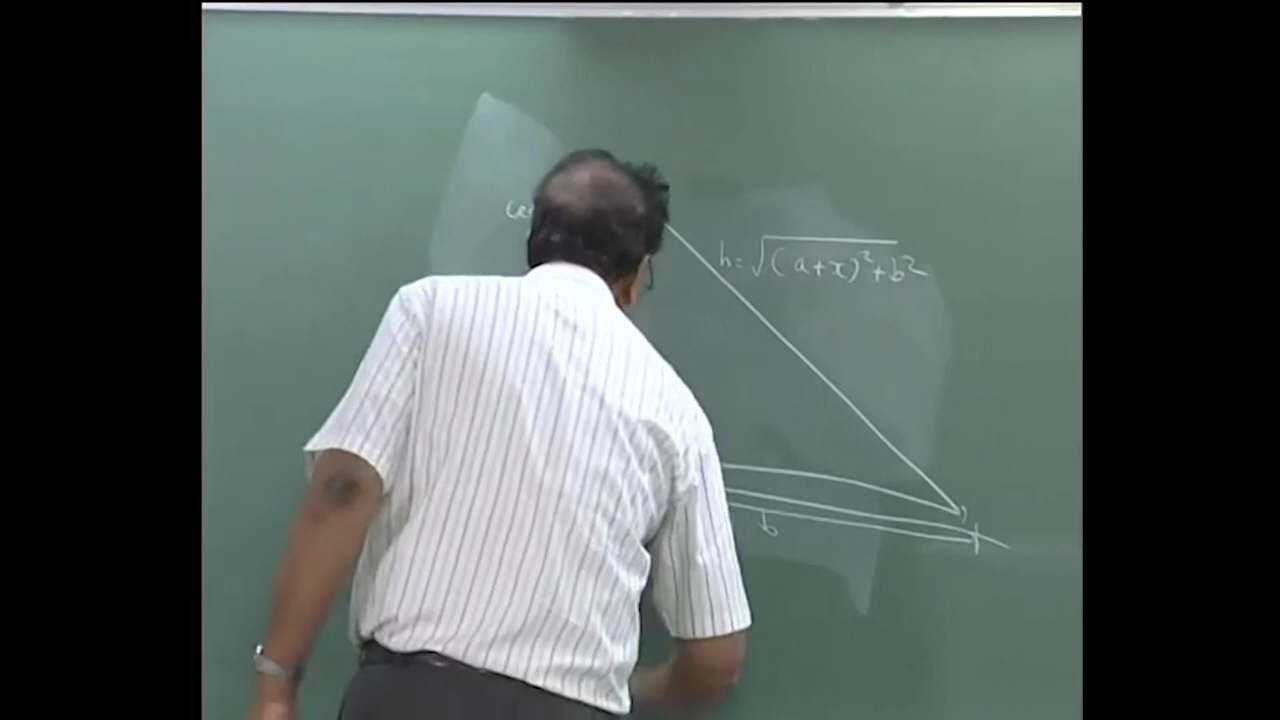 h = √((a+x)²+b²
b